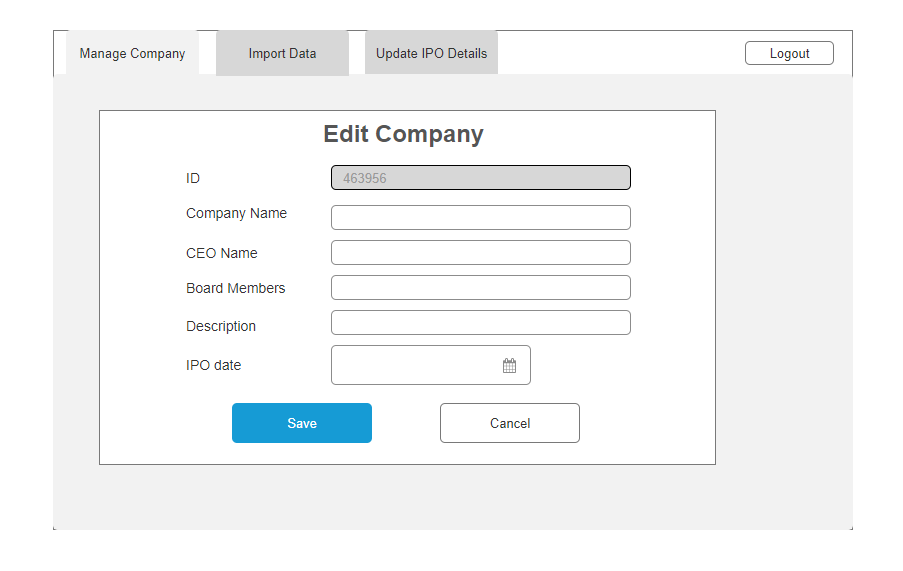 Manage Company
Import Data
Update IPO Details
Logout
Edit Company
ID
463956
Company Name
CEO Name
Board Members
Description
IPO date
Save
Cancel